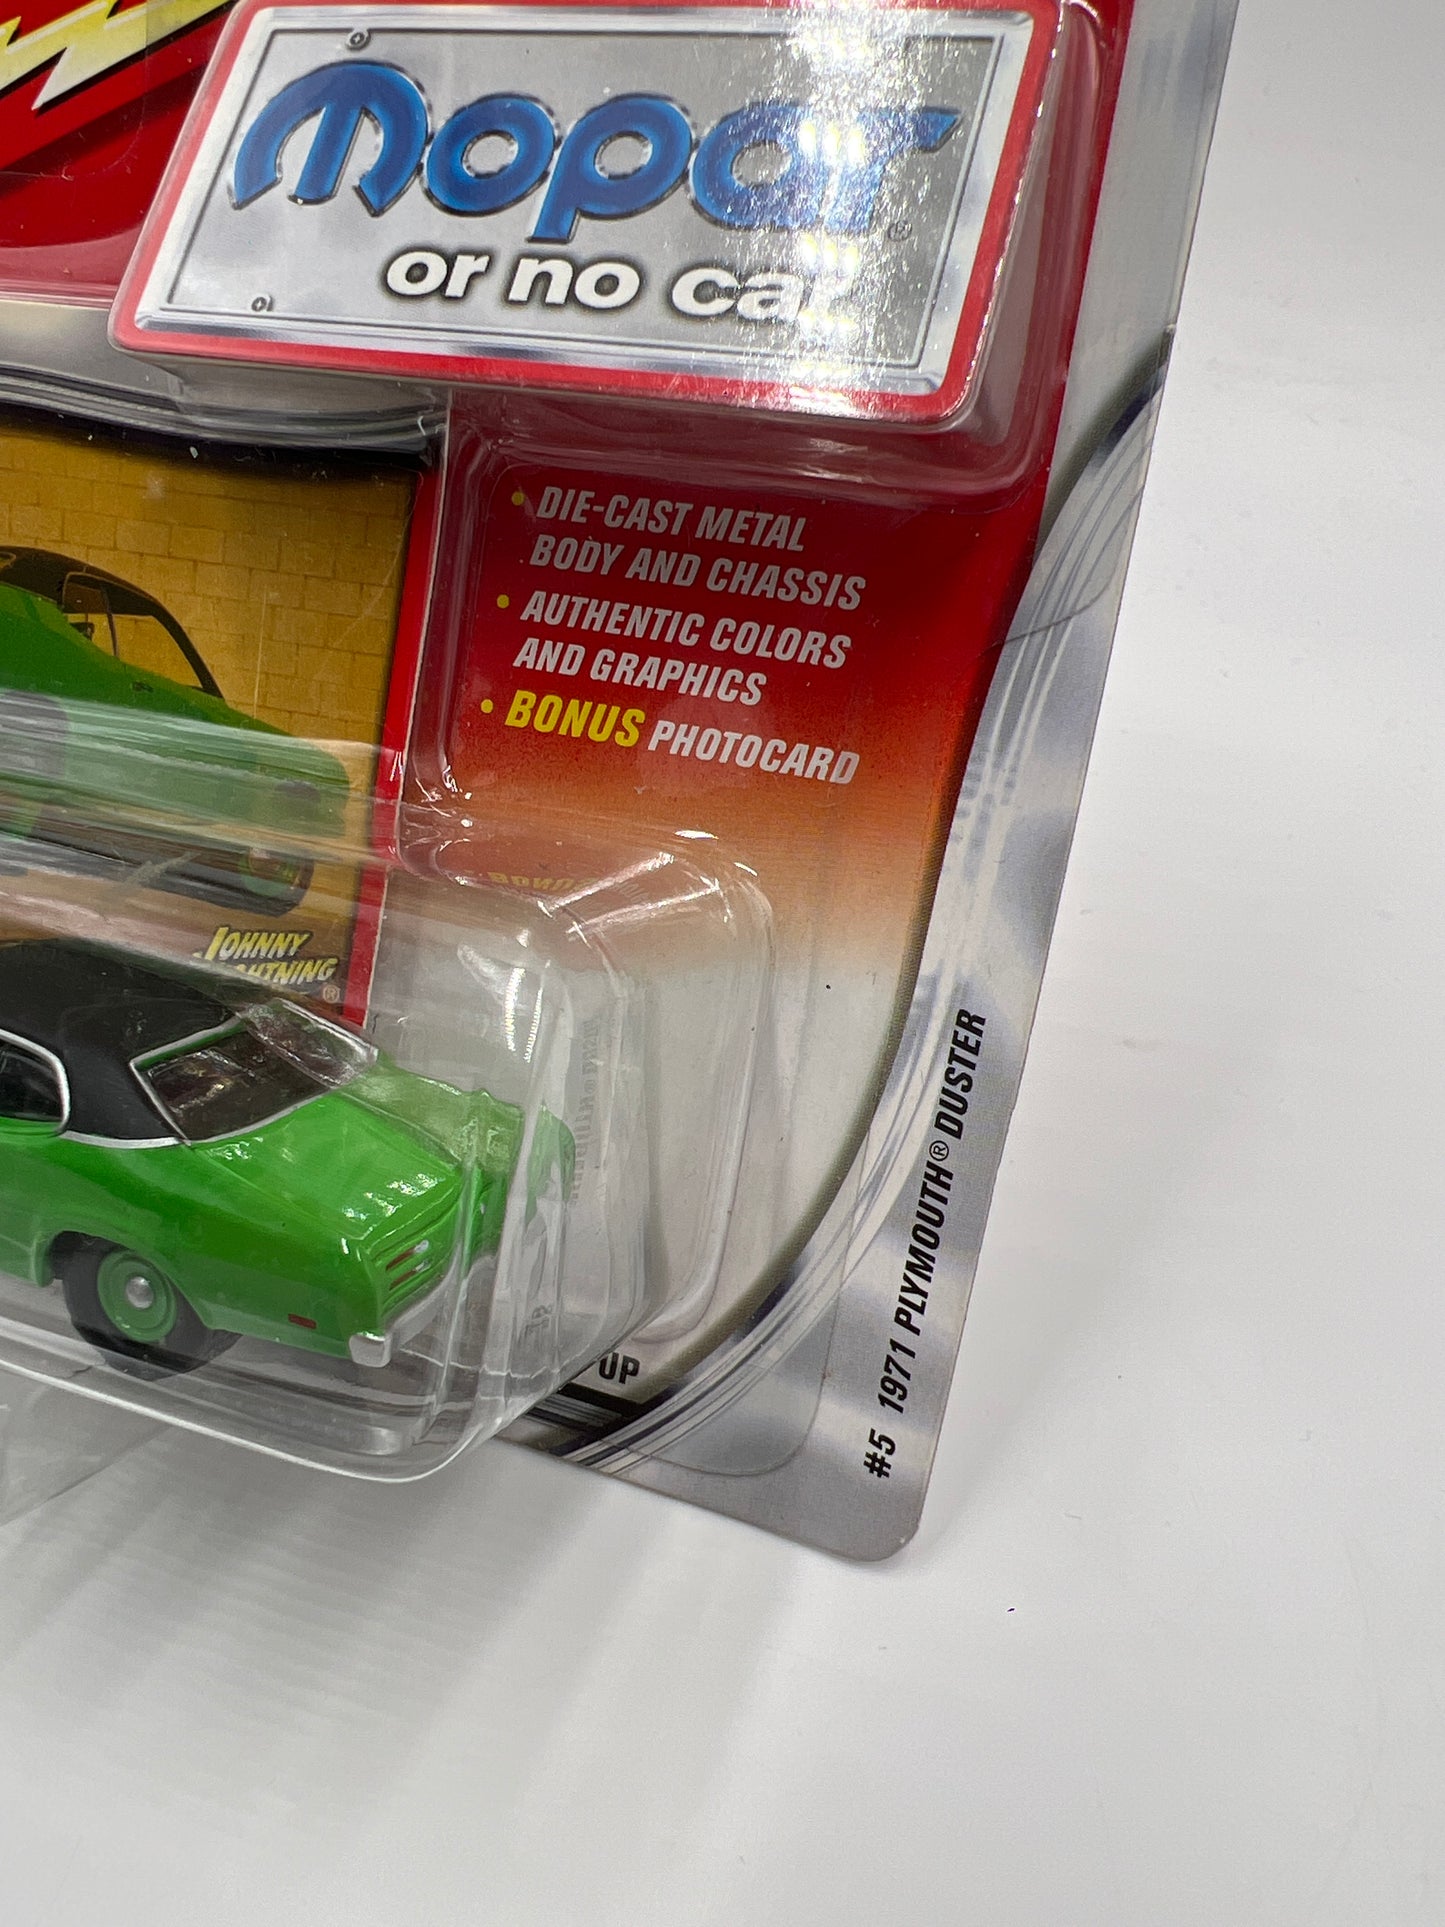 Mopar®
or no car
• DIE-CAST METAL
BODY AND CHASSIS
• AUTHENTIC COLORS
AND GRAPHICS
• BONUS PHOTOCARD
JOHNNY
LIGHTNING®
UP
#5 1971 PLYMOUTH® DUSTER